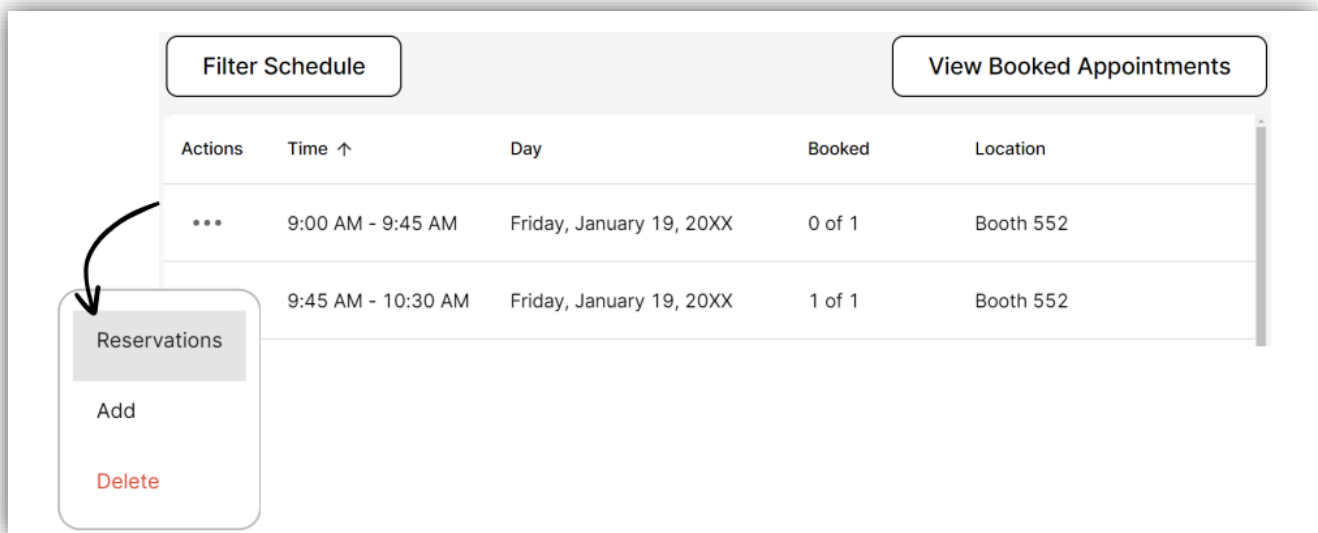 Filter Schedule
View Booked Appointments
Actions Time ↑ Day Booked Location
••• 9:00 AM - 9:45 AM Friday, January 19, 20XX 0 of 1 Booth 552
9:45 AM - 10:30 AM Friday, January 19, 20XX 1 of 1 Booth 552
Reservations
Add
Delete